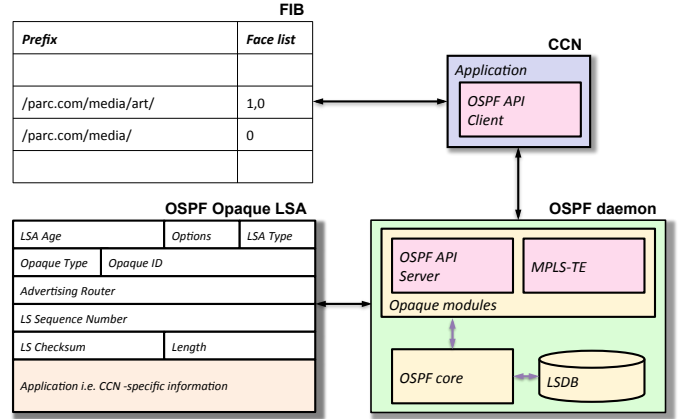 FIB
Prefix Face list
/parc.com/media/art/ 1,0
/parc.com/media/ 0
CCN
Application
OSPF API
Client
OSPF Opaque LSA
LSA Age Options LSA Type
Opaque Type Opaque ID
Advertising Router
LS Sequence Number
LS Checksum Length
Application i.e. CCN -specific information
OSPF daemon
OSPF API
Server
MPLS-TE
Opaque modules
OSPF core
LSDB